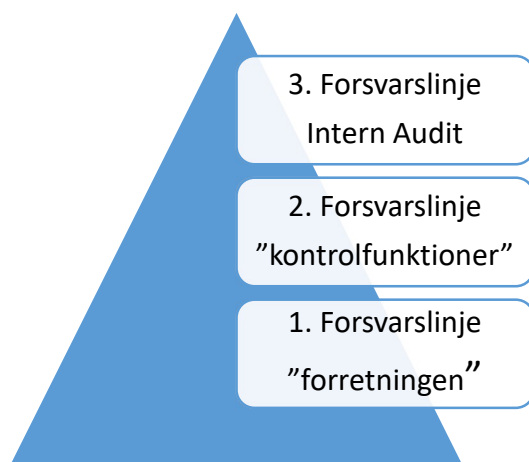 3. Forsvarslinje
Intern Audit
2. Forsvarslinje
”kontrolfunktioner”
1. Forsvarslinje
”forretningen”